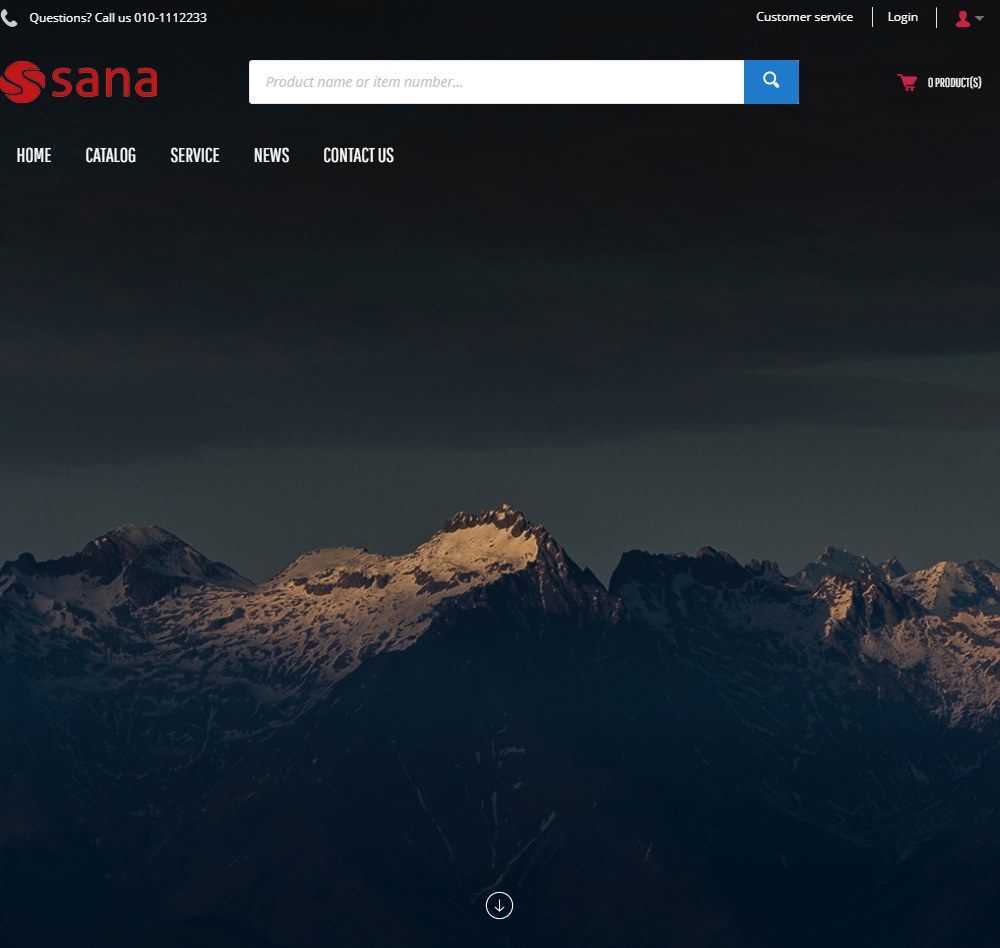 Questions? Call us 010-1112233
Customer service
Login
sana
Product name or item number...
0 PRODUCT(S)
HOME
CATALOG
SERVICE
NEWS
CONTACT US